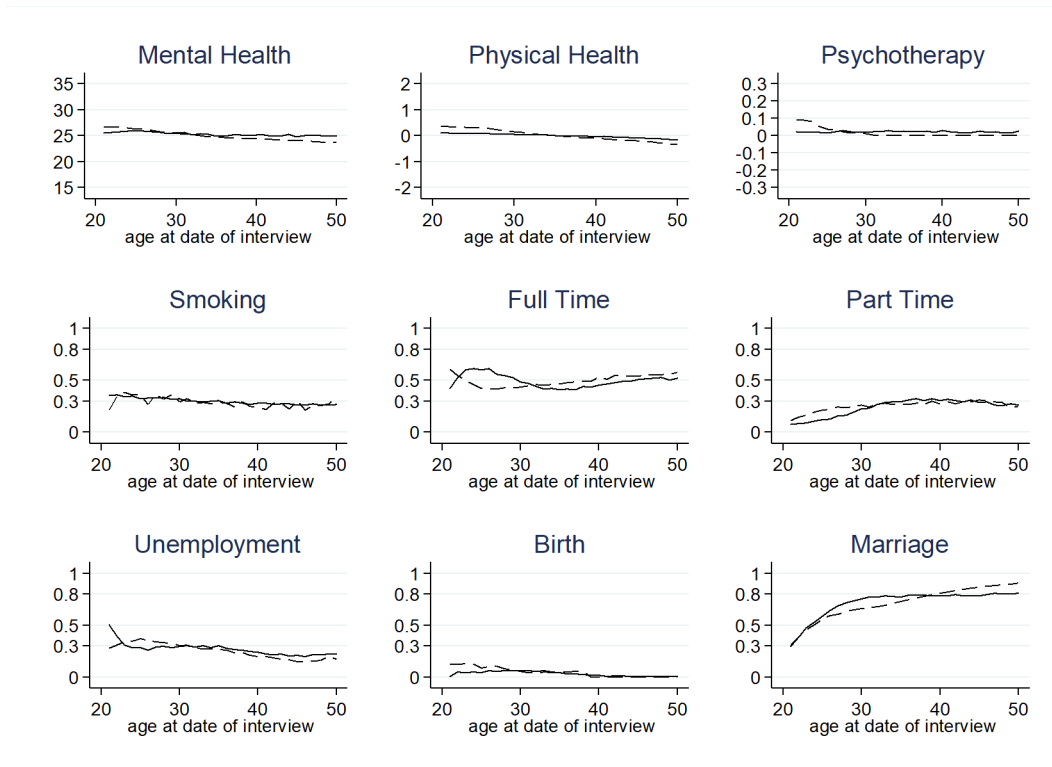 Mental Health
35
30
25
20
15
20 30 40 50
age at date of interview
Physical Health
2
1
0
-1
-2
20 30 40 50
age at date of interview
Psychotherapy
0.3
0.2
0.1
0
-0.1
-0.2
-0.3
20 30 40 50
age at date of interview
Smoking
1
0.8
0.5
0.3
0
20 30 40 50
age at date of interview
Full Time
1
0.8
0.5
0.3
0
20 30 40 50
age at date of interview
Part Time
1
0.8
0.5
0.3
0
20 30 40 50
age at date of interview
Unemployment
1
0.8
0.5
0.3
0
20 30 40 50
age at date of interview
Birth
1
0.8
0.5
0.3
0
20 30 40 50
age at date of interview
Marriage
1
0.8
0.5
0.3
0
20 30 40 50
age at date of interview